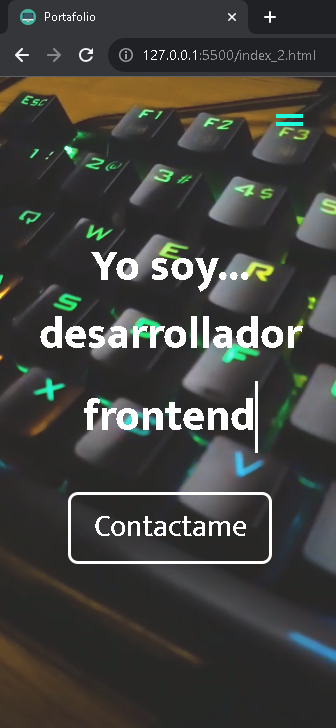 Portafolio
127.0.0.1:5500/index_2.html
Esc
F1
F2
F3
1 !
2 @
3 #
4 $
Q
W
E
R
S
F
X
V
Yo soy...
desarrollador
frontend
Contactame